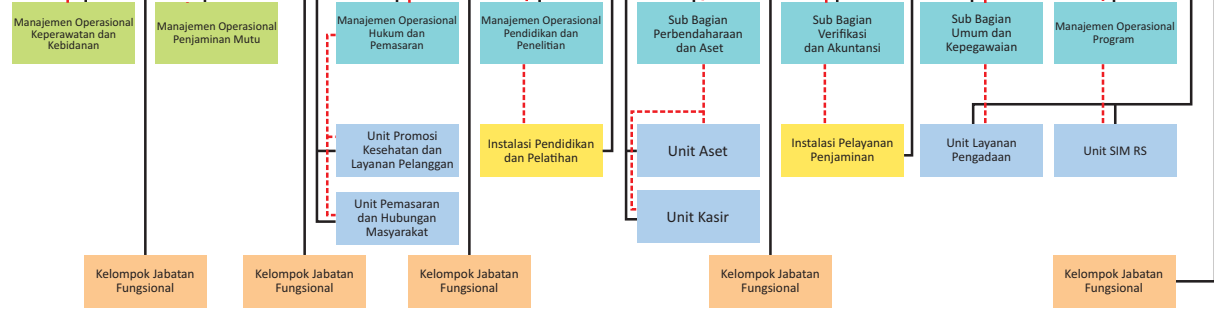 Manajemen Operasional
Keperawatan dan
Kebidanan
Manajemen Operasional
Penjaminan Mutu
Manajemen Operasional
Hukum dan
Pemasaran
Manajemen Operasional
Pendidikan dan
Penelitian
Sub Bagian
Perbendaharaan
dan Aset
Sub Bagian
Verifikasi
dan Akuntansi
Sub Bagian
Umum dan
Kepegawaian
Manajemen Operasional
Program
Unit Promosi
Kesehatan dan
Layanan Pelanggan
Instalasi Pendidikan
dan Pelatihan
Unit Aset
Instalasi Pelayanan
Penjaminan
Unit Layanan
Pengadaan
Unit SIM RS
Unit Pemasaran
dan Hubungan
Masyarakat
Unit Kasir
Kelompok Jabatan
Fungsional
Kelompok Jabatan
Fungsional
Kelompok Jabatan
Fungsional
Kelompok Jabatan
Fungsional
Kelompok Jabatan
Fungsional